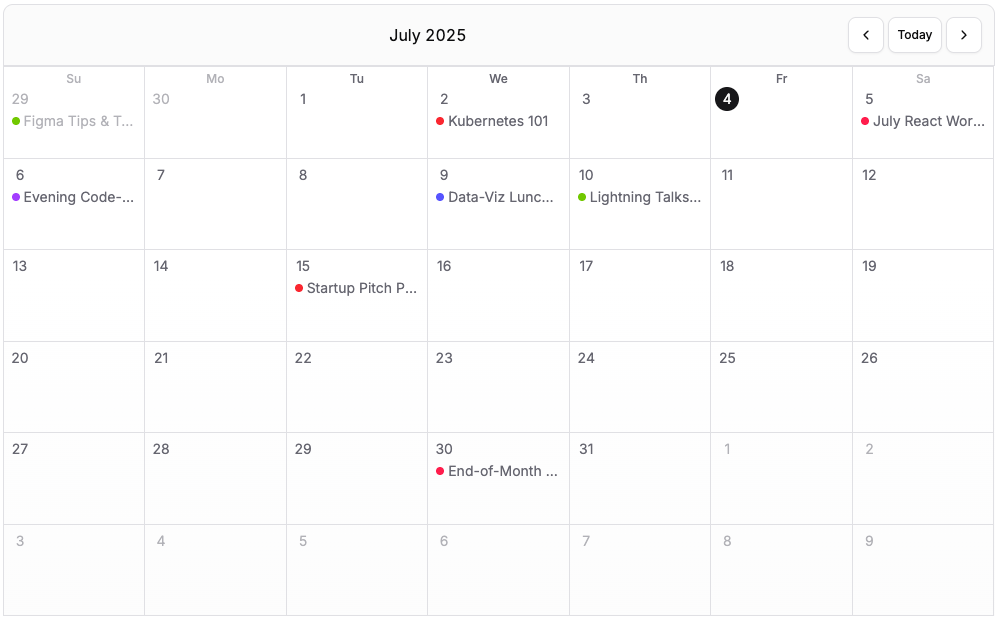 July 2025
Today
Su Mo Tu We Th Fr Sa
29 30 1 2 3 4 5
Figma Tips & T... Kubernetes 101 July React Wor...
6 7 8 9 10 11 12
Evening Code-... Data-Viz Lunc... Lightning Talks...
13 14 15 16 17 18 19
Startup Pitch P...
20 21 22 23 24 25 26
27 28 29 30 31 1 2
End-of-Month ...
3 4 5 6 7 8 9